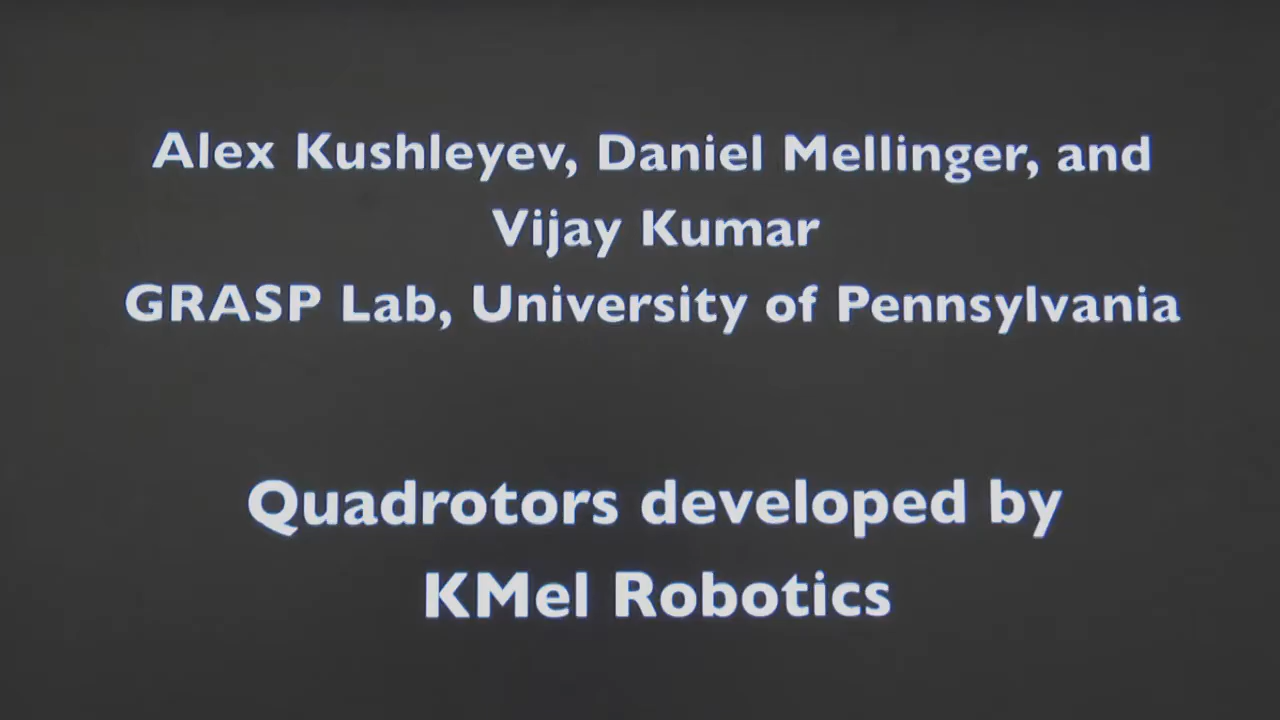 Alex Kushleyev, Daniel Mellinger, and
Vijay Kumar
GRASP Lab, University of Pennsylvania
Quadrotors developed by
KMel Robotics